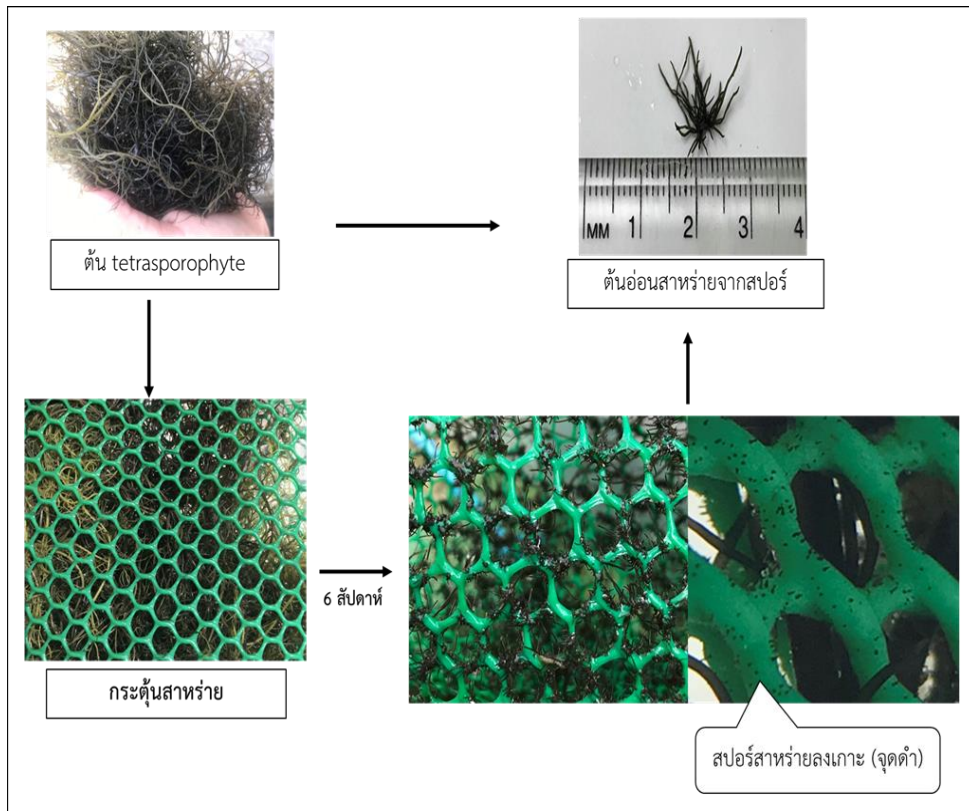 ต้น tetrasporophyte
MM 1 2 3 4
ต้นอ่อนสาหร่ายจากสปอร์
6 สัปดาห์
กระตุ้นสาหร่าย
สปอร์สาหร่ายลงเกาะ (จุดดำ)